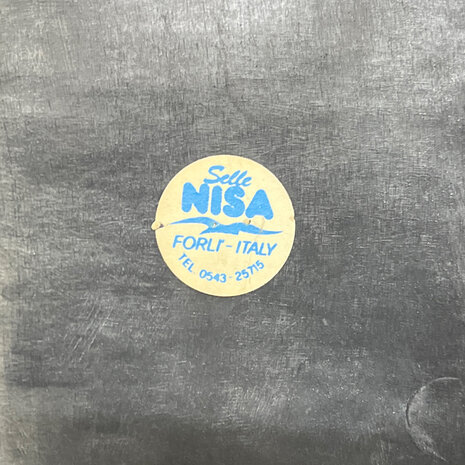 Selle
NISA
FORLI' - ITALY
TEL. 0543-25715